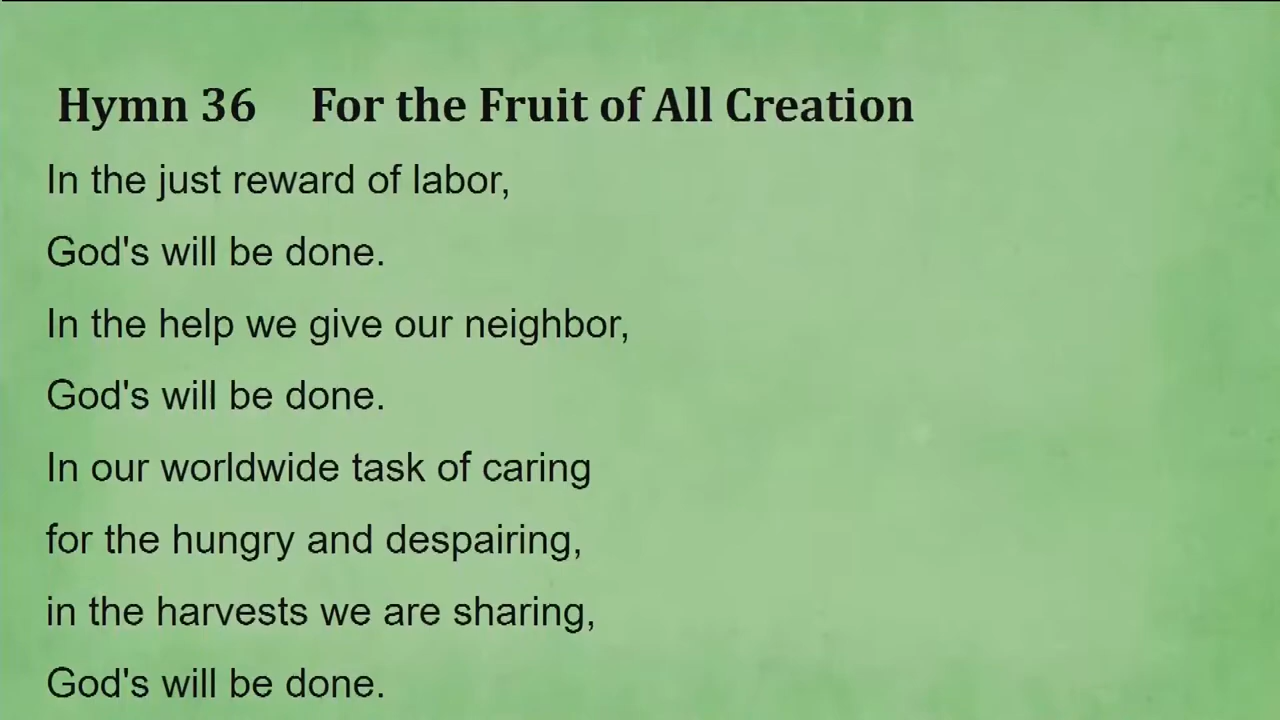 Hymn 36 For the Fruit of All Creation
In the just reward of labor,
God's will be done.
In the help we give our neighbor,
God's will be done.
In our worldwide task of caring
for the hungry and despairing,
in the harvests we are sharing,
God's will be done.